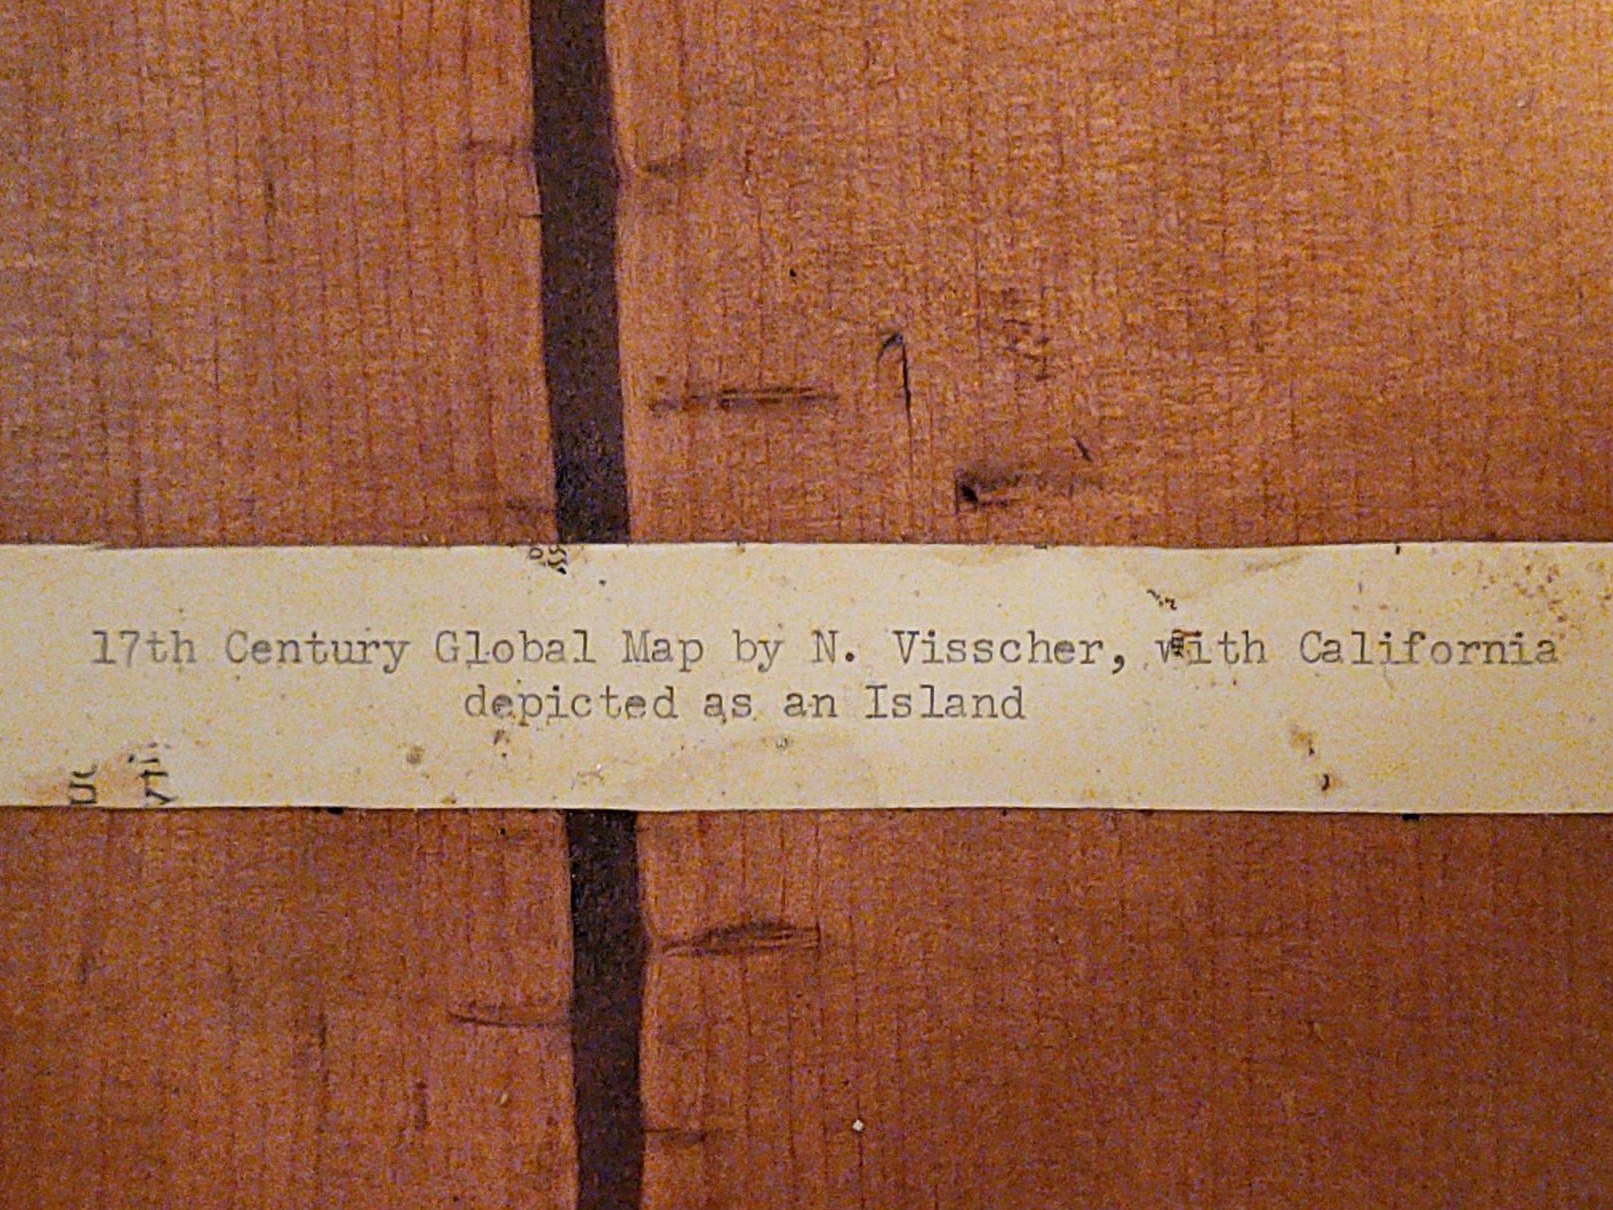 17th Century Global Map by N. Visscher, with California
depicted as an Island